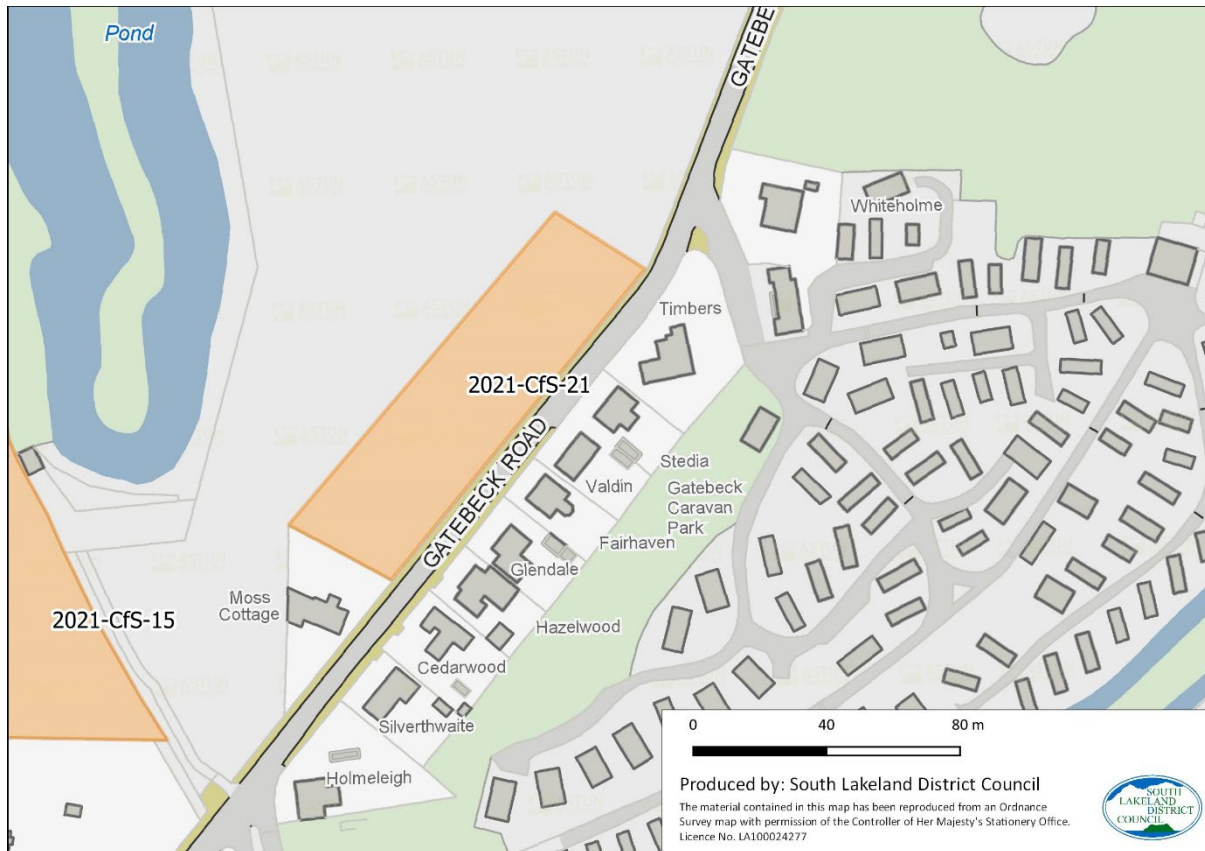 Pond
GATEBE
Whiteholme
Timbers
2021-CfS-21
GATEBECK ROAD
Stedia
Valdin
Gatebeck
Caravan
Park
Fairhaven
Glendale
Moss
Cottage
2021-CfS-15
Hazelwood
Cedarwood
Silverthwaite
Holmeleigh
0 40 80 m
Produced by: South Lakeland District Council
The material contained in this map has been reproduced from an Ordnance
Survey map with permission of the Controller of Her Majesty's Stationery Office.
Licence No. LA100024277
SOUTH
LAKELAND
DISTRICT
COUNCIL
ASTUN